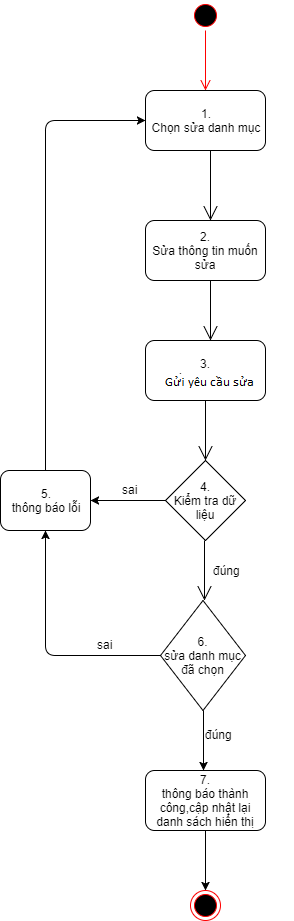 1.
Chọn sửa danh mục
2.
Sửa thông tin muốn
sửa
3.
Gửi yêu cầu sửa
4.
Kiểm tra dữ
liệu
sai
5.
thông báo lỗi
đúng
6.
sửa danh mục
đã chọn
sai
đúng
7.
thông báo thành
công,cập nhật lại
danh sách hiển thị